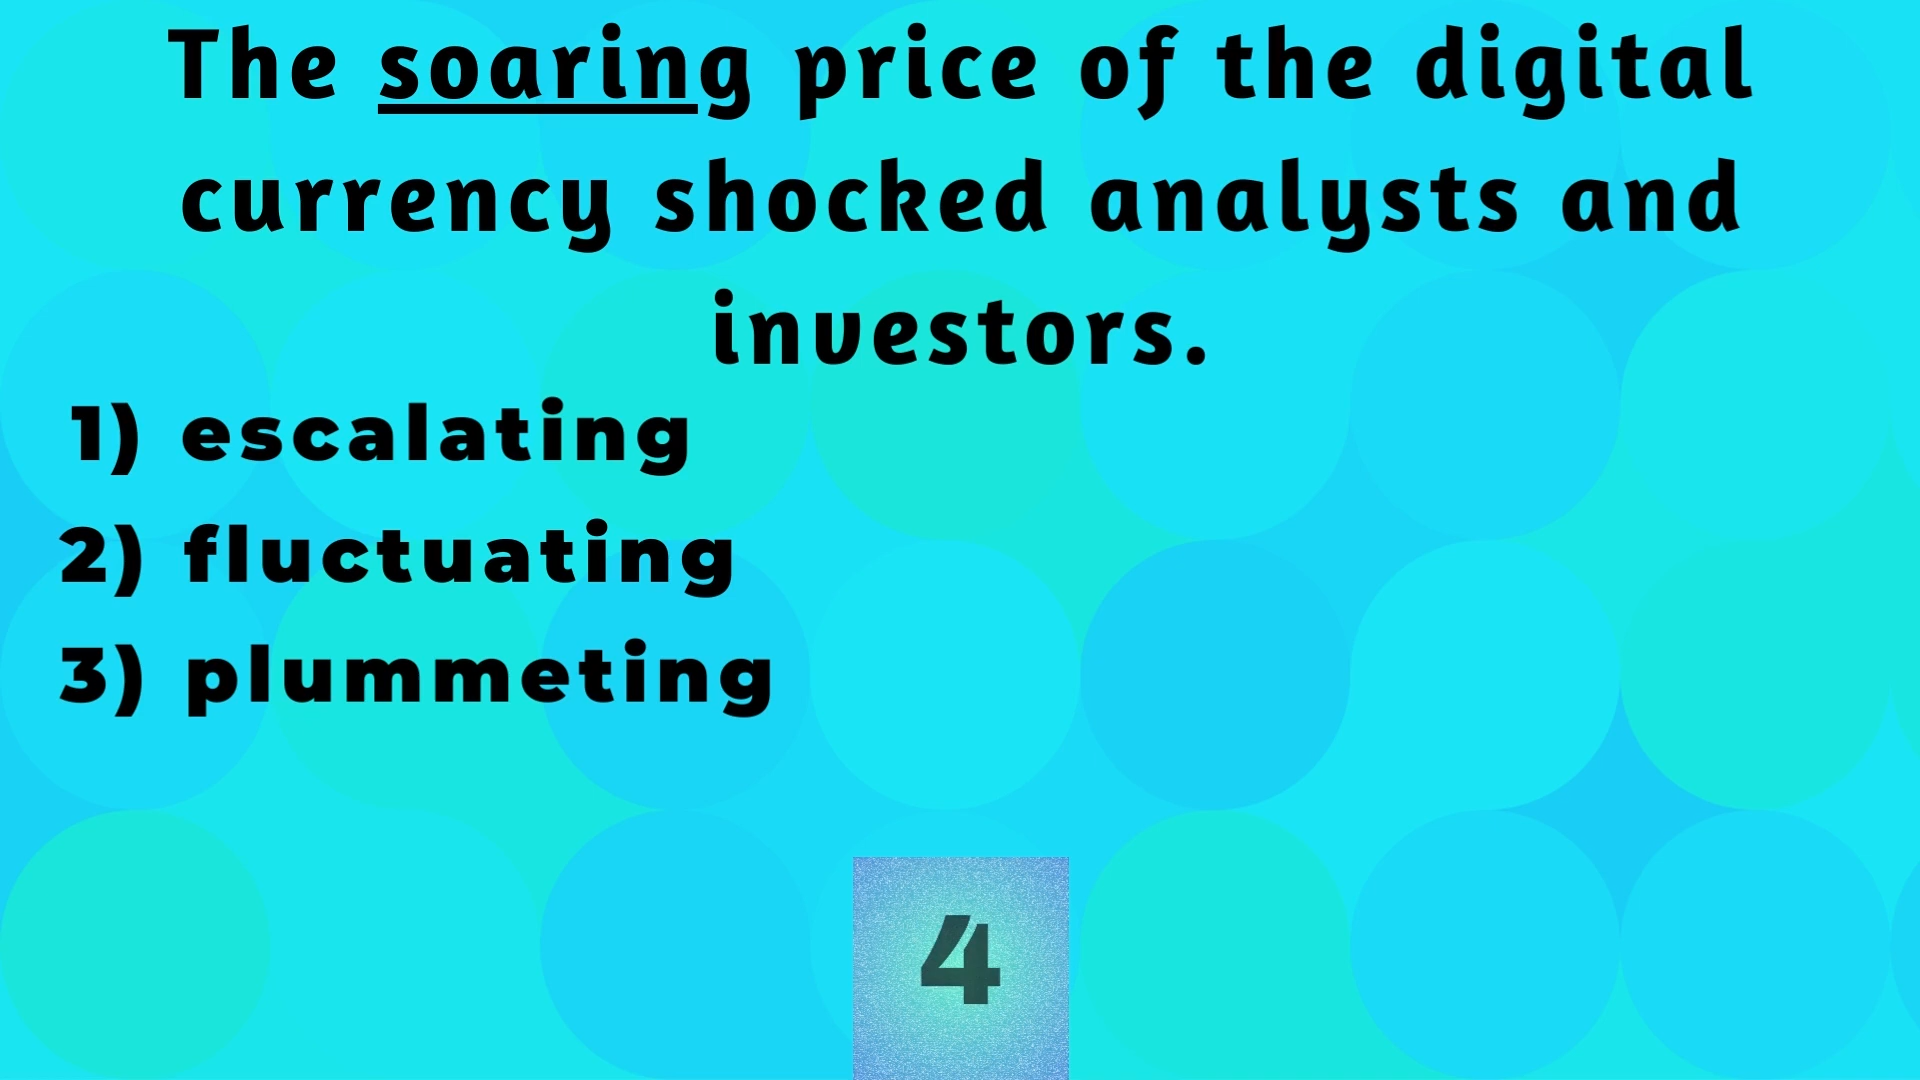 The soaring price of the digital
currency shocked analysts and
investors.
1) escalating
2) fluctuating
3) plummeting
4